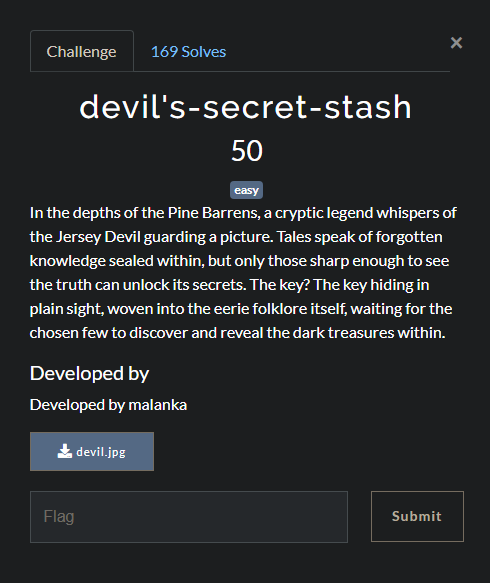 Challenge
169 Solves
×
devil's-secret-stash
50
easy
In the depths of the Pine Barrens, a cryptic legend whispers of
the Jersey Devil guarding a picture. Tales speak of forgotten
knowledge sealed within, but only those sharp enough to see
the truth can unlock its secrets. The key? The key hiding in
plain sight, woven into the eerie folklore itself, waiting for the
chosen few to discover and reveal the dark treasures within.
Developed by
Developed by malanka
devil.jpg
Flag
Submit